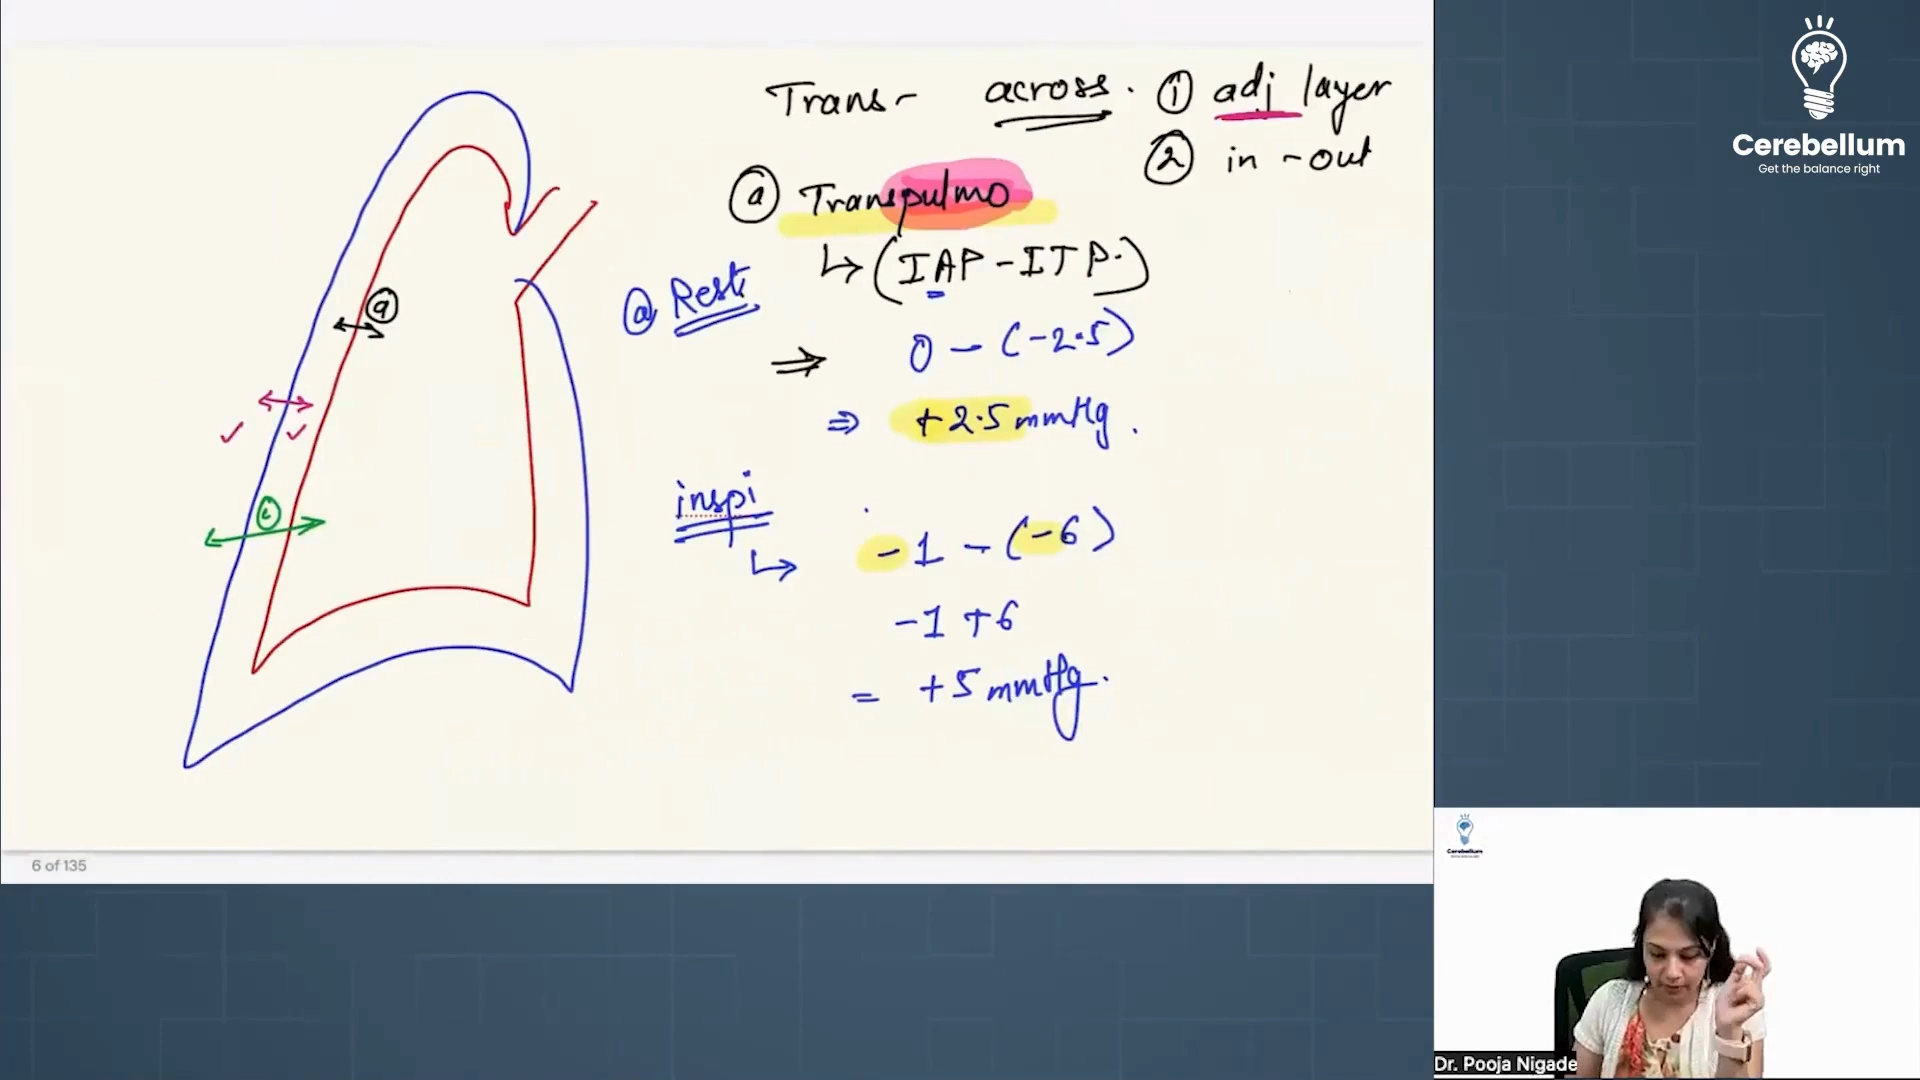 Trans- across. ① adj layer
② in - out
ⓐ Transpulmo
↳ (IAP - ITP.)
@ Rest
⇒ 0 - (-2.5)
⇒ +2.5 mmHg.
inspi
↳ -1 - (-6)
-1 + 6
= +5 mmHg.
ⓐ
ⓒ
6 of 135
Cerebellum
Get the balance right
Cerebellum
Dr. Pooja Nigade